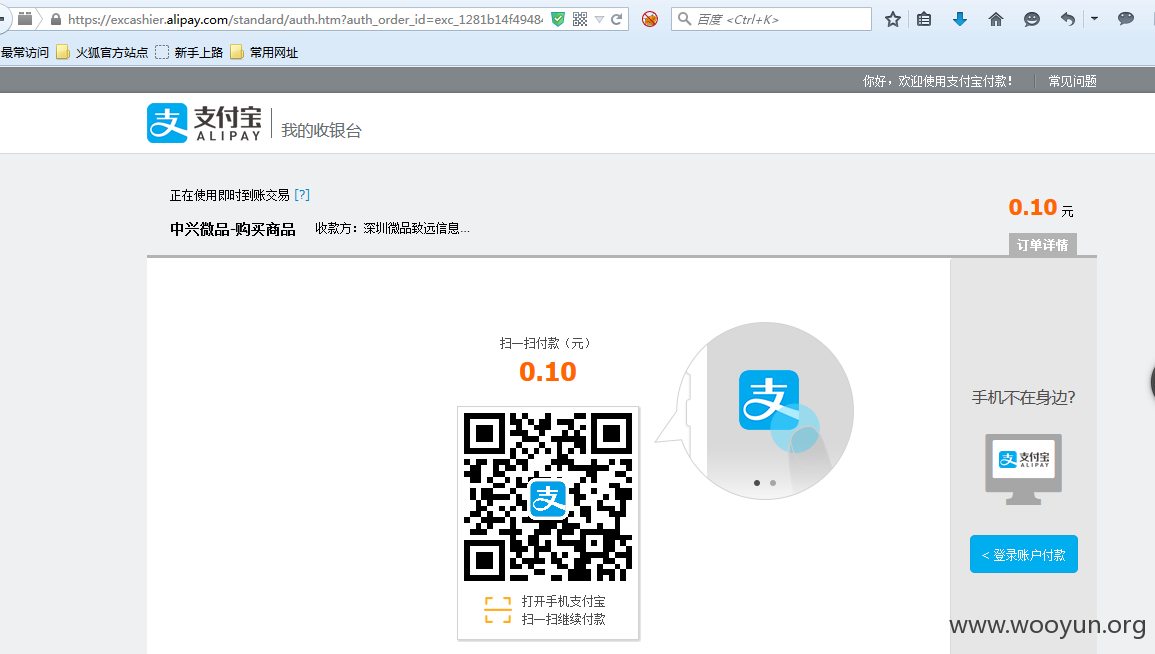 https://excashier.alipay.com/standard/auth.htm?auth_order_id=exc_1281b14f4948
百度 <Ctrl+K>
最常访问 火狐官方站点 新手上路 常用网址
你好，欢迎使用支付宝付款！ 常见问题
支付宝
ALIPAY
我的收银台
正在使用即时到账交易 [?]
0.10 元
中兴微品-购买商品 收款方：深圳微品致远信息...
订单详情
扫一扫付款（元）
0.10
支
支
打开手机支付宝
扫一扫继续付款
手机不在身边?
支付宝
ALIPAY
< 登录账户付款
www.wooyun.org